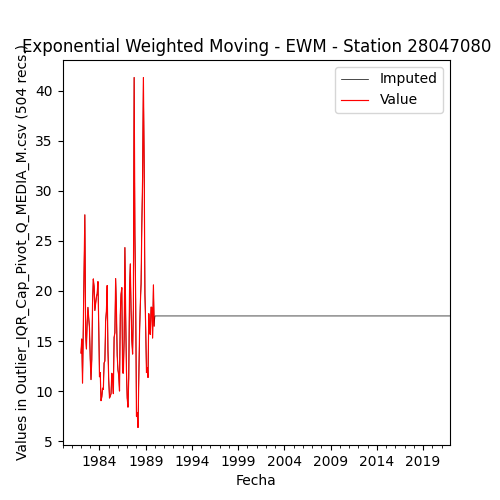 Exponential Weighted Moving - EWM - Station 28047080
Imputed
Value
Values in Outlier_IQR_Cap_Pivot_Q_MEDIA_M.csv (504 recs.)
40
35
30
25
20
15
10
5
1984 1989 1994 1999 2004 2009 2014 2019
Fecha